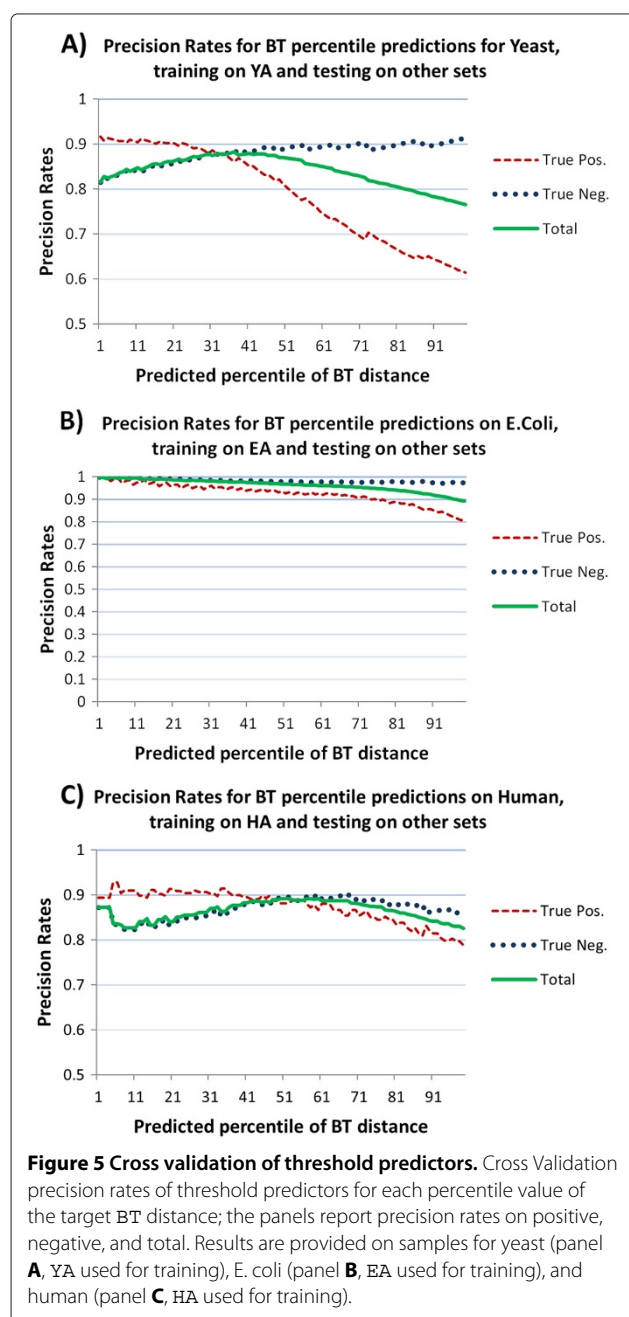 A) Precision Rates for BT percentile predictions for Yeast,
training on YA and testing on other sets
Precision Rates
1
0.9
0.8
0.7
0.6
0.5
1 11 21 31 41 51 61 71 81 91
Predicted percentile of BT distance
True Pos.
True Neg.
Total
B) Precision Rates for BT percentile predictions on E.Coli,
training on EA and testing on other sets
Precision Rates
1
0.9
0.8
0.7
0.6
0.5
0.4
0.3
0.2
0.1
0
1 11 21 31 41 51 61 71 81 91
Predicted percentile of BT distance
True Pos.
True Neg.
Total
C) Precision Rates for BT percentile predictions on Human,
training on HA and testing on other sets
Precision Rates
1
0.9
0.8
0.7
0.6
0.5
1 11 21 31 41 51 61 71 81 91
Predicted percentile of BT distance
True Pos.
True Neg.
Total
Figure 5 Cross validation of threshold predictors. Cross Validation
precision rates of threshold predictors for each percentile value of
the target BT distance; the panels report precision rates on positive,
negative, and total. Results are provided on samples for yeast (panel
A, YA used for training), E. coli (panel B, EA used for training), and
human (panel C, HA used for training).